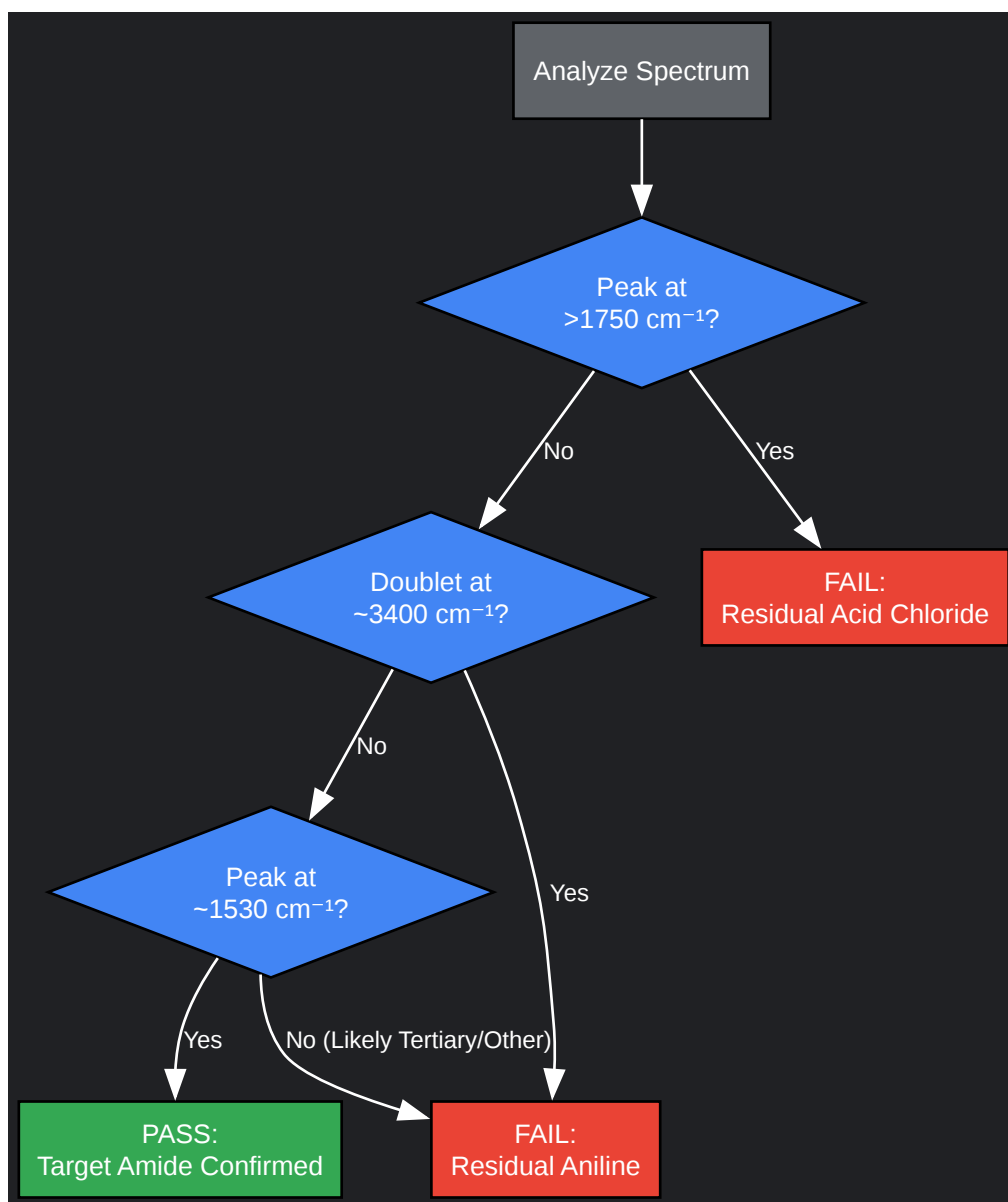 Analyze Spectrum
Peak at
>1750 cm⁻¹?
No
Yes
Doublet at
~3400 cm⁻¹?
FAIL:
Residual Acid Chloride
No
Peak at
~1530 cm⁻¹?
Yes
Yes
No (Likely Tertiary/Other)
PASS:
Target Amide Confirmed
FAIL:
Residual Aniline